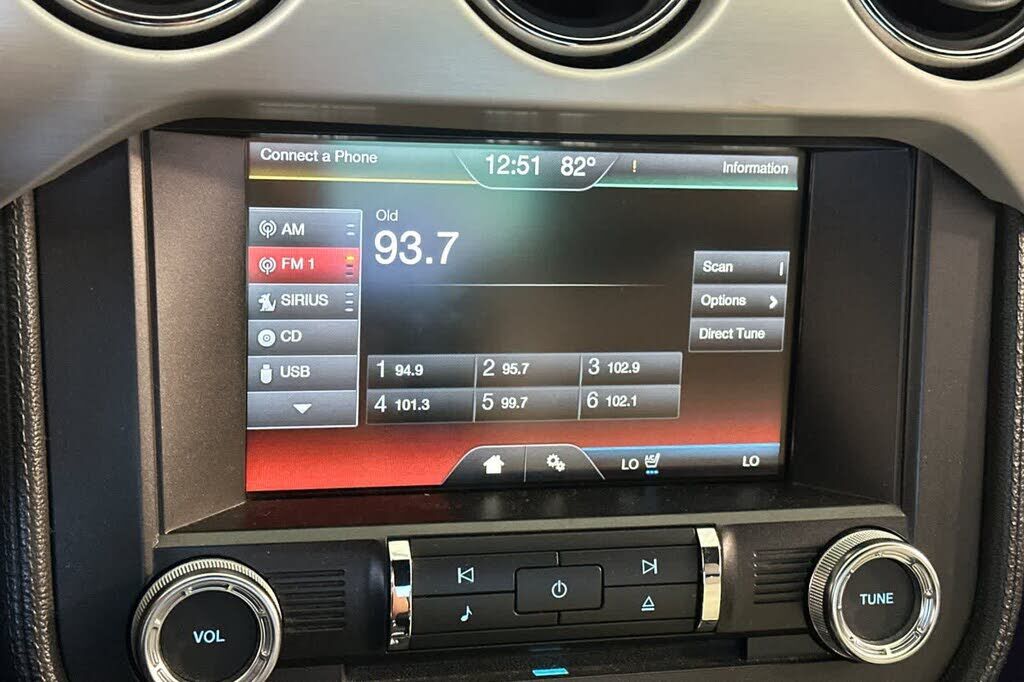 Connect a Phone 12:51 82° ! Information
Old
93.7
AM
FM 1
SIRIUS
CD
USB
Scan
Options
Direct Tune
1 94.9 2 95.7 3 102.9
4 101.3 5 99.7 6 102.1
LO LO
VOL
TUNE